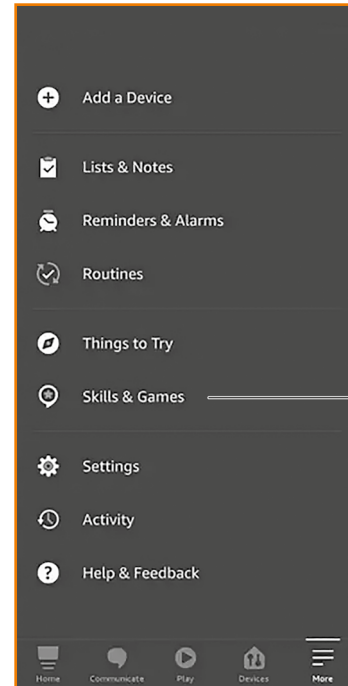 Add a Device
Lists & Notes
Reminders & Alarms
Routines
Things to Try
Skills & Games
Settings
Activity
Help & Feedback
Home Communicate Play Devices More